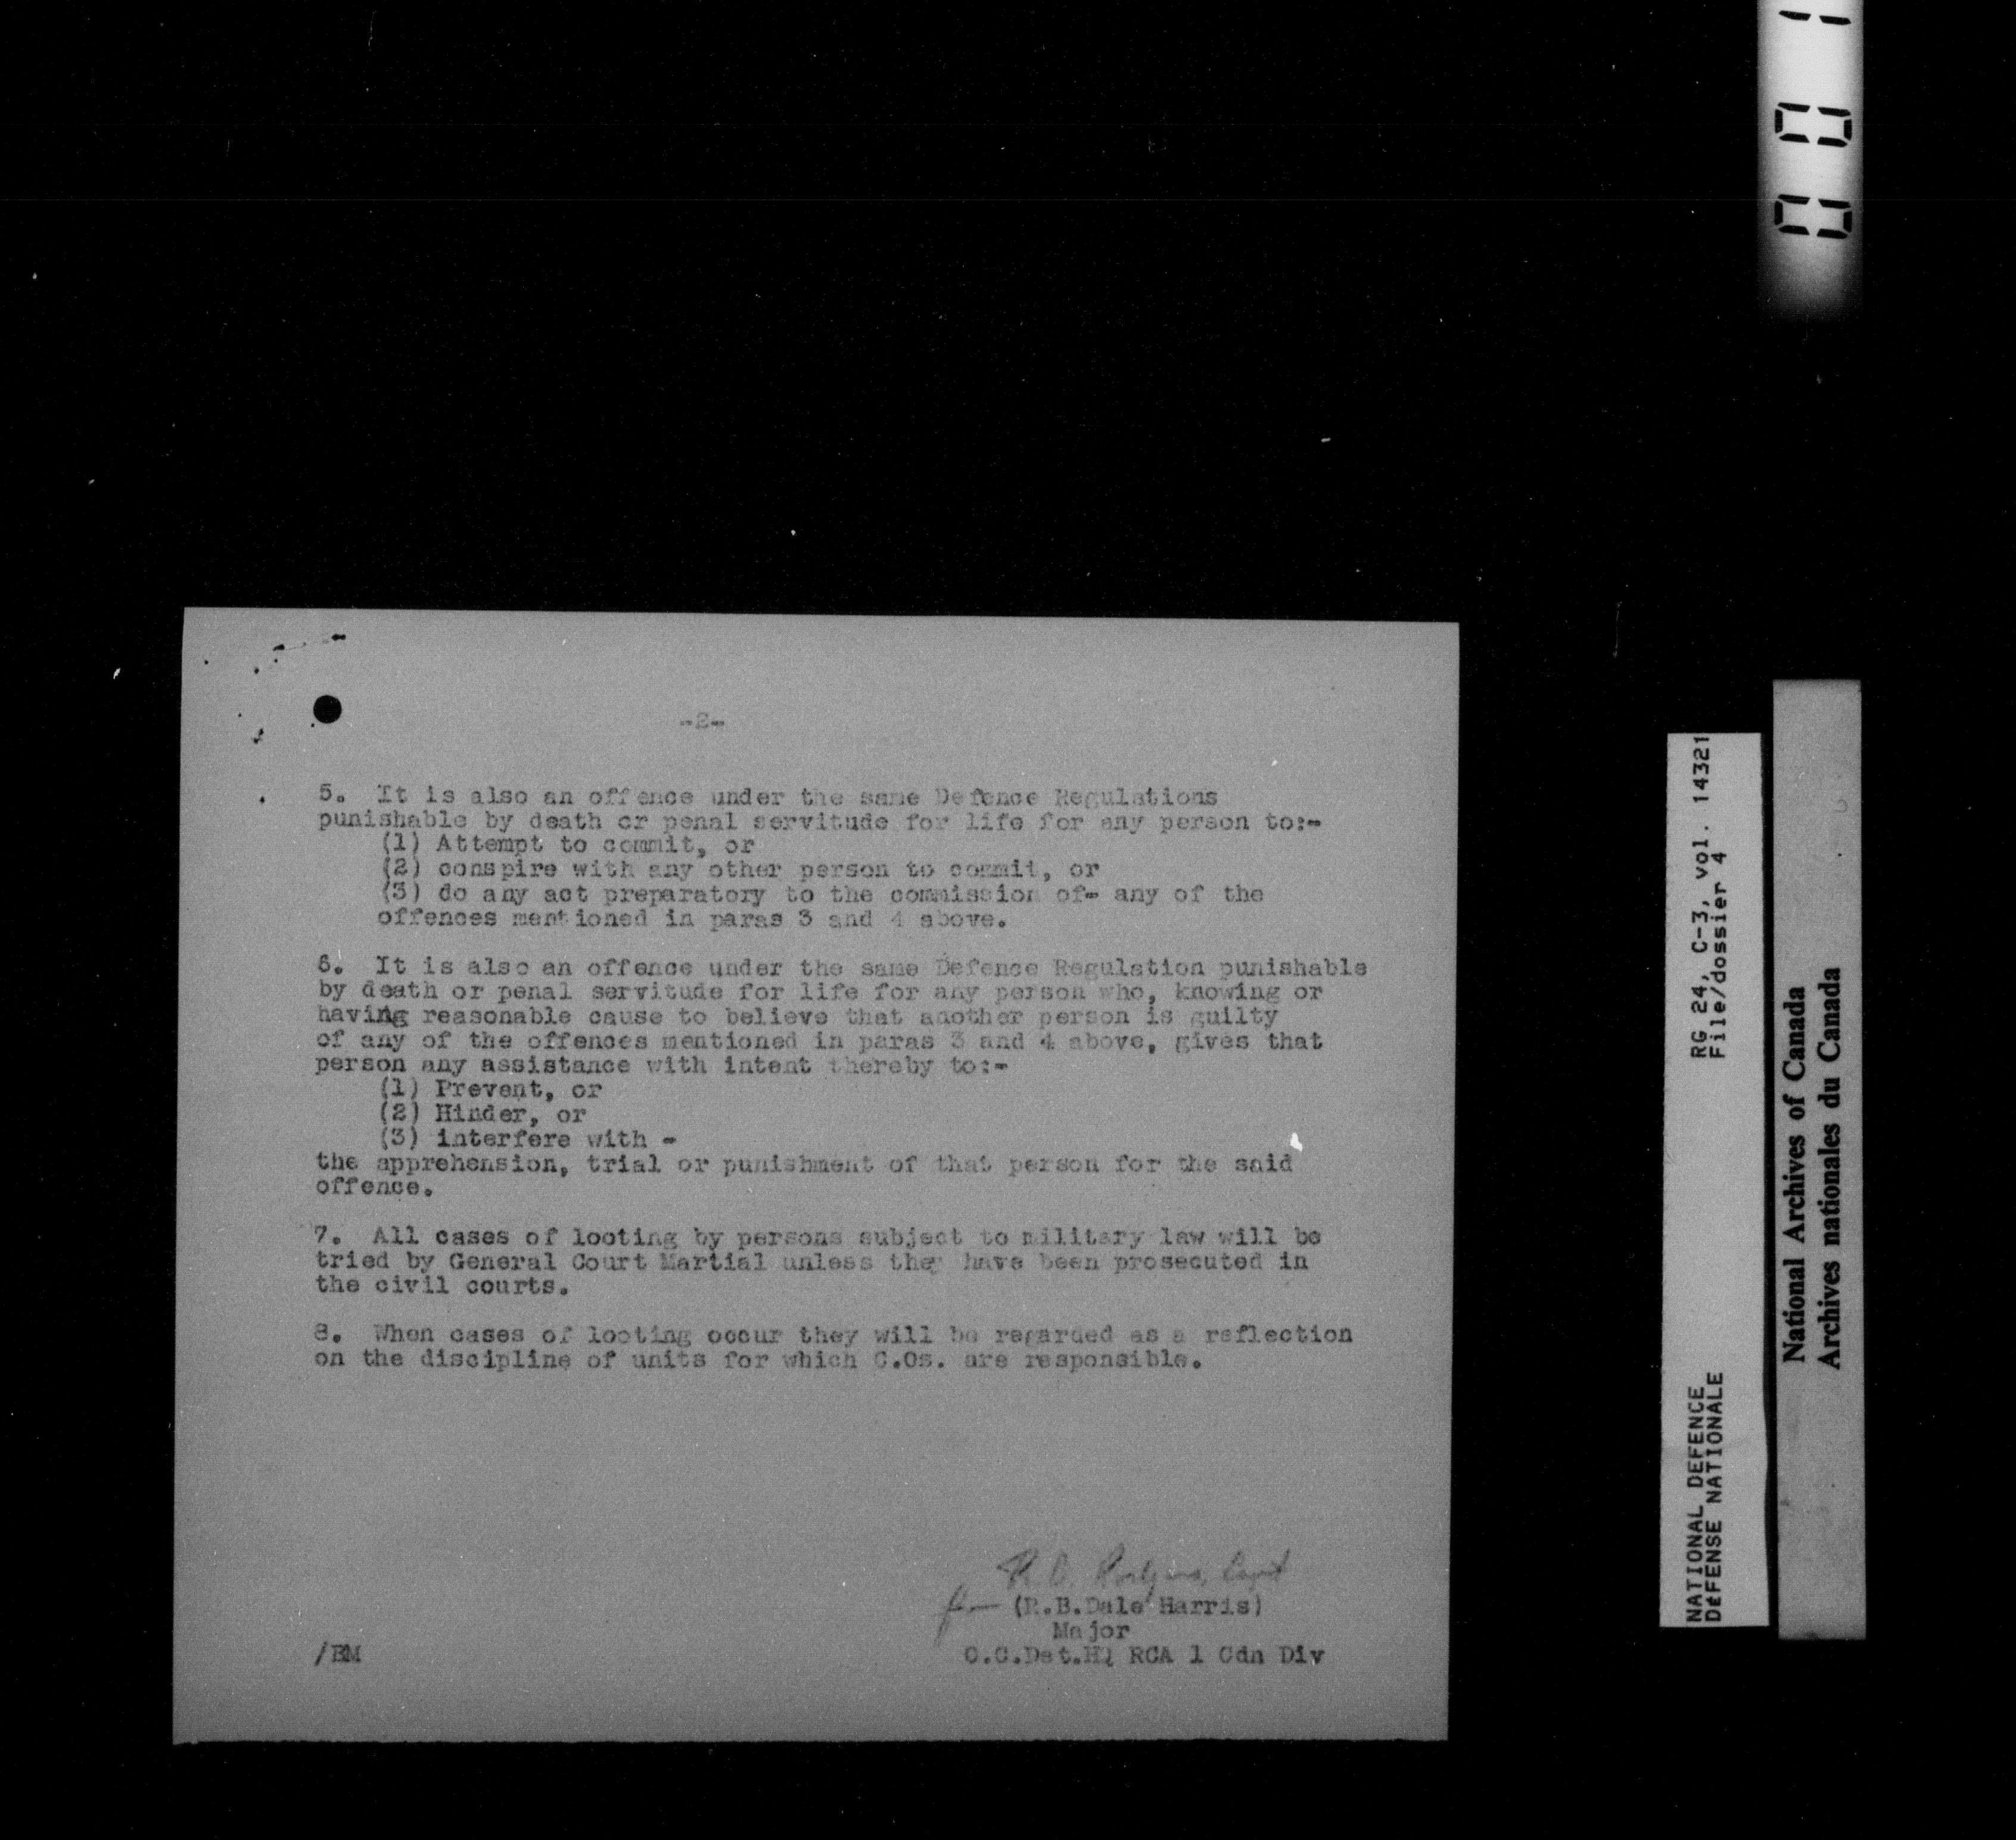 -2-
5. It is also an offence under the same Defence Regulations
punishable by death or penal servitude for life for any person to:-
(1) Attempt to commit, or
(2) conspire with any other person to commit, or
(3) do any act preparatory to the commission of- any of the
offences mentioned in paras 3 and 4 above.
6. It is also an offence under the same Defence Regulation punishable
by death or penal servitude for life for any person who, knowing or
having reasonable cause to believe that another person is guilty
of any of the offences mentioned in paras 3 and 4 above, gives that
person any assistance with intent thereby to:-
(1) Prevent, or
(2) Hinder, or
(3) interfere with -
the apprehension, trial or punishment of that person for the said
offence.
7. All cases of looting by persons subject to military law will be
tried by General Court Martial unless they have been prosecuted in
the civil courts.
8. When cases of looting occur they will be regarded as a reflection
on the discipline of units for which C.Os. are responsible.
Capt
for (R.B.Dale Harris)
Major
O.C.Det.HQ RCA 1 Cdn Div
/BM
NATIONAL DEFENCE RG 24, C-3, vol. 14321
DéFENSE NATIONALE File/dossier 4
National Archives of Canada
Archives nationales du Canada
001